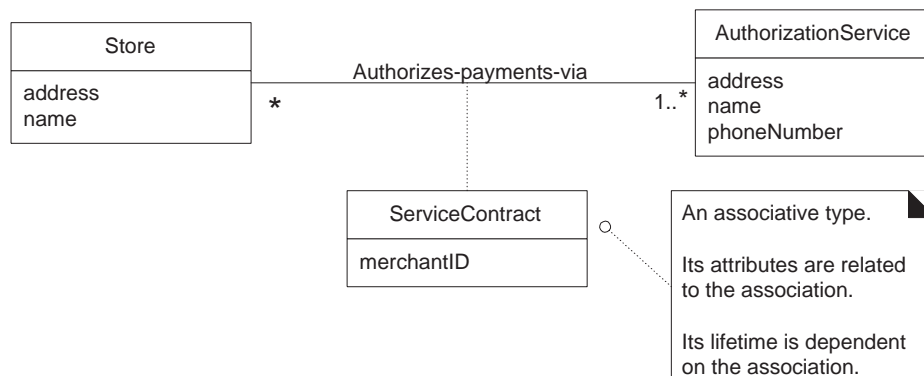 Store
address
name
Authorizes-payments-via
*
1..*
AuthorizationService
address
name
phoneNumber
ServiceContract
merchantID
An associative type.
Its attributes are related
to the association.
Its lifetime is dependent
on the association.